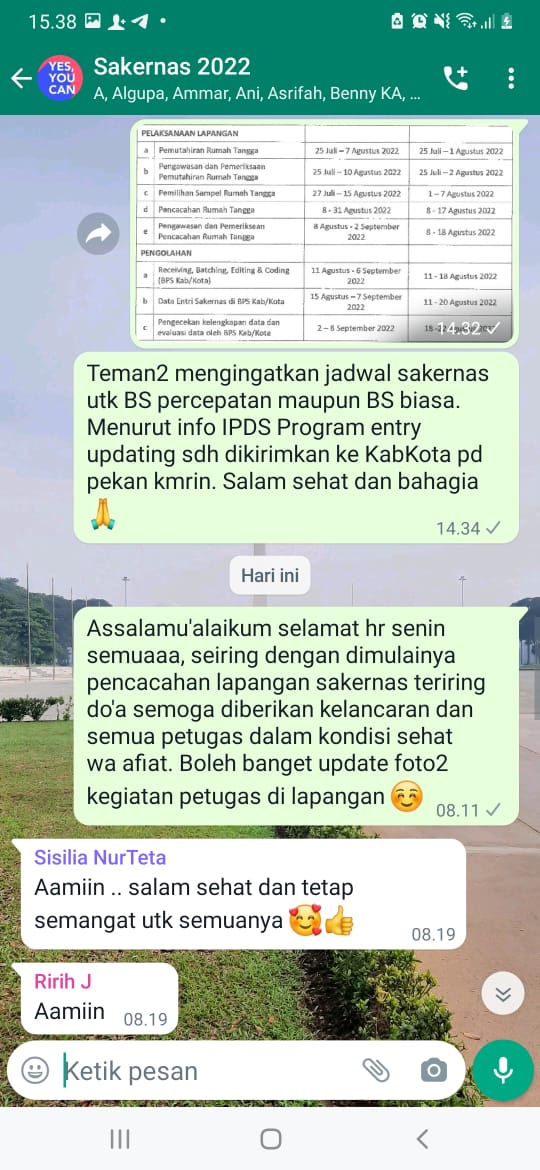 15.38
YES, YOU CAN
Sakernas 2022
A, Algupa, Ammar, Ani, Asrifah, Benny KA, ...
PELAKSANAAN LAPANGAN
a Pemutahiran Rumah Tangga 25 Juli – 7 Agustus 2022 25 Juli – 1 Agustus 2022
b Pengawasan dan Pemeriksaan Pemutahiran Rumah Tangga 25 Juli – 10 Agustus 2022 25 Juli – 2 Agustus 2022
c Pemilihan Sampel Rumah Tangga 27 Juli – 15 Agustus 2022 1 – 7 Agustus 2022
d Pencacahan Rumah Tangga 8 - 31 Agustus 2022 8 - 17 Agustus 2022
e Pengawasan dan Pemeriksaan Pencacahan Rumah Tangga 8 Agustus - 2 September 2022 8 - 18 Agustus 2022
PENGOLAHAN
a Receiving, Batching, Editing & Coding (BPS Kab/Kota) 11 Agustus - 6 September 2022 11 - 18 Agustus 2022
b Data Entri Sakernas di BPS Kab/Kota 15 Agustus – 7 September 2022 11 - 20 Agustus 2022
c Pengecekan kelengkapan data dan evaluasi data oleh BPS Kab/Kota 2 – 8 September 2022
14.32
Teman2 mengingatkan jadwal sakernas
utk BS percepatan maupun BS biasa.
Menurut info IPDS Program entry
updating sdh dikirimkan ke KabKota pd
pekan kmrin. Salam sehat dan bahagia
🙏
14.34
Hari ini
Assalamu'alaikum selamat hr senin
semuaaa, seiring dengan dimulainya
pencacahan lapangan sakernas teriring
do'a semoga diberikan kelancaran dan
semua petugas dalam kondisi sehat
wa afiat. Boleh banget update foto2
kegiatan petugas di lapangan ☺️ 08.11
Sisilia NurTeta
Aamiin .. salam sehat dan tetap
semangat utk semuanya 🥰👍
08.19
Ririh J
Aamiin 08.19
Ketik pesan